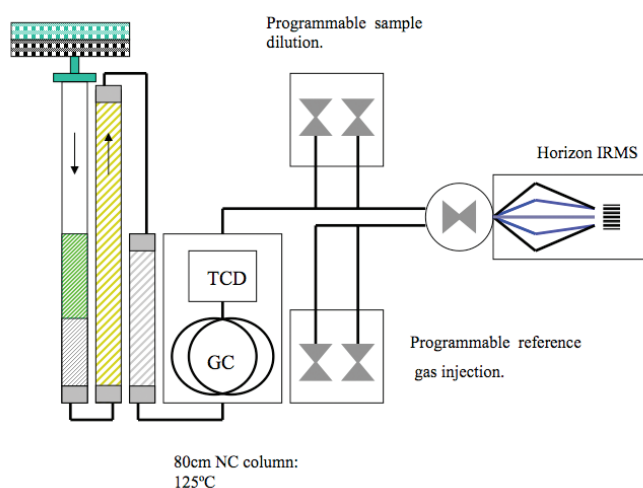 Programmable sample
dilution.
Horizon IRMS
TCD
GC
Programmable reference
gas injection.
80cm NC column:
125ºC